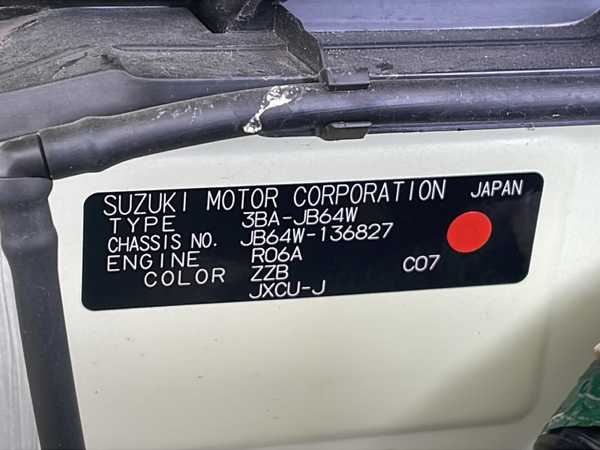 SUZUKI MOTOR CORPORATION JAPAN
TYPE 3BA-JB64W
CHASSIS NO. JB64W-136827
ENGINE R06A
COLOR ZZB C07
JXCU-J